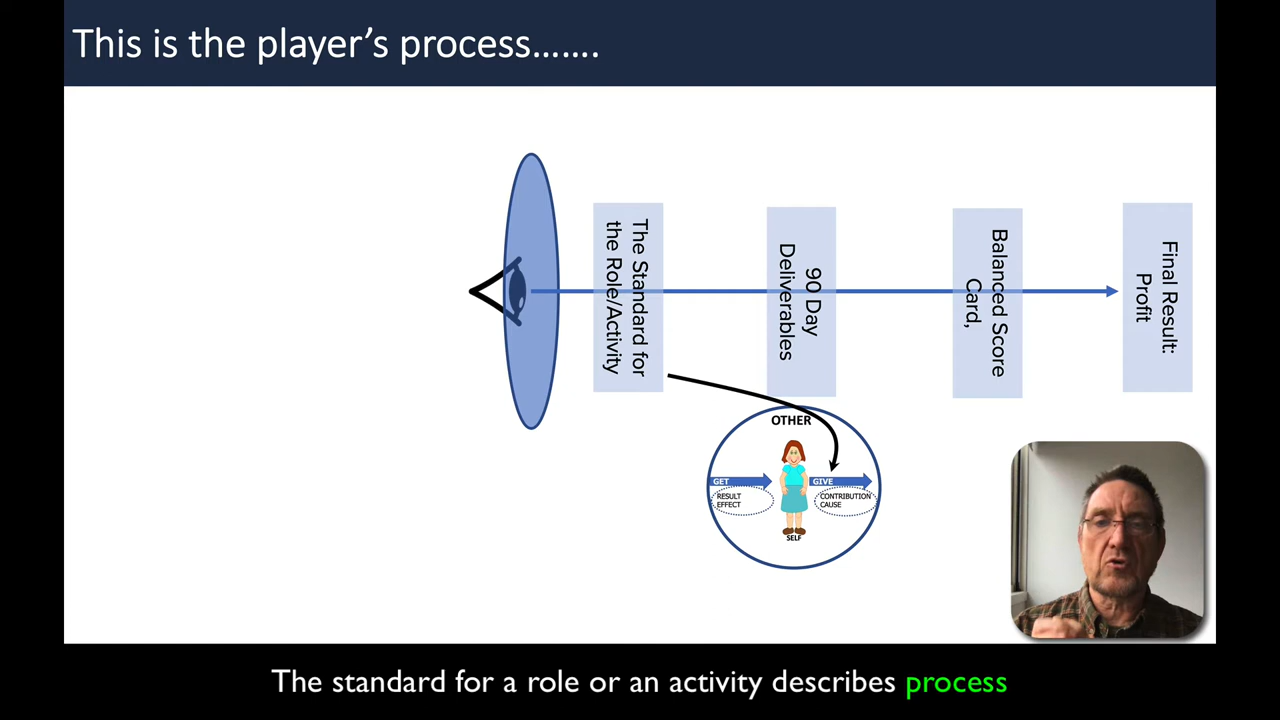 This is the player’s process…….
The Standard for
the Role/Activity
90 Day
Deliverables
Balanced Score
Card,
Final Result:
Profit
OTHER
GET
GIVE
RESULT
EFFECT
CONTRIBUTION
CAUSE
SELF
The standard for a role or an activity describes process